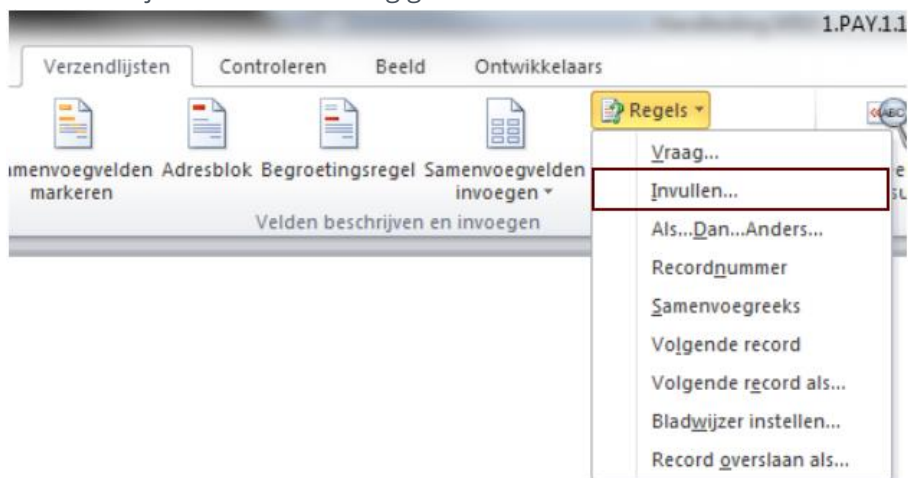 1.PAY.1.1
Verzendlijsten Controleren Beeld Ontwikkelaars
Regels
ABC
Adresblok Begroetingsregel Samenvoegvelden
markeren invoegen
Velden beschrijven en invoegen
Vraag...
Invullen...
Als...Dan...Anders...
Recordnummer
Samenvoegreeks
Volgende record
Volgende record als...
Bladwijzer instellen...
Record overslaan als...